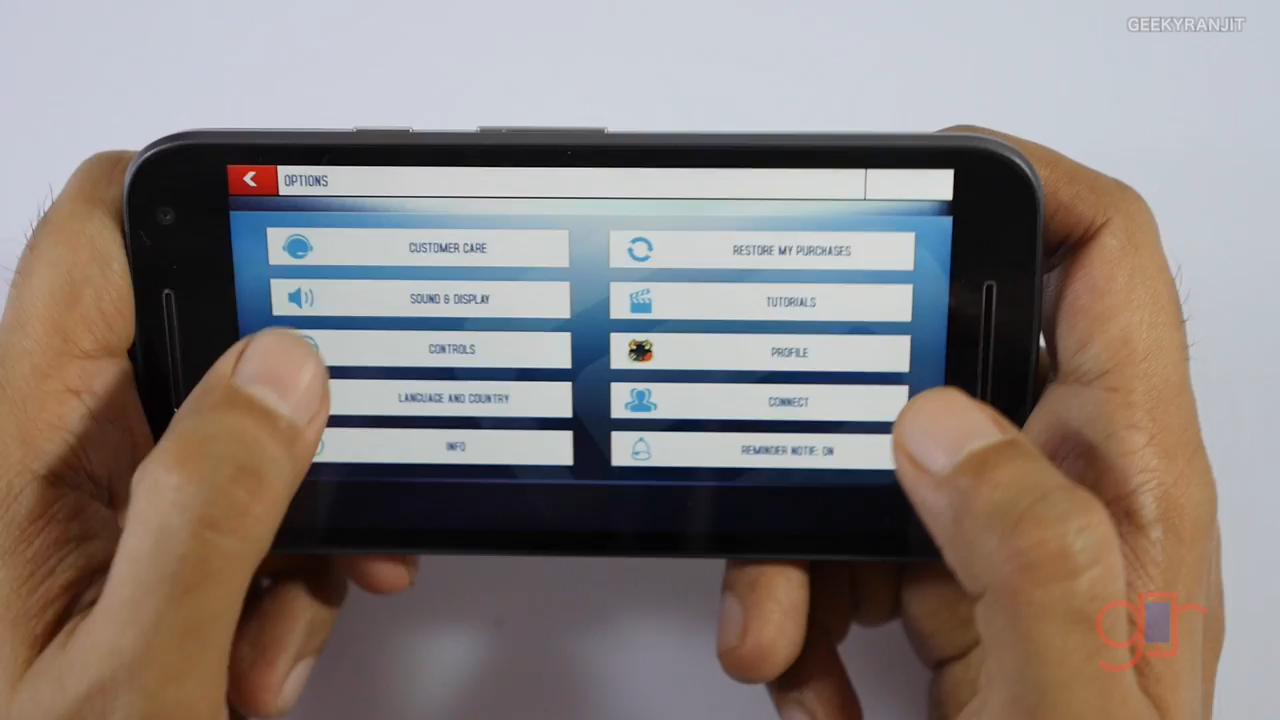 GEEKYRANJIT
OPTIONS
CUSTOMER CARE
RESTORE MY PURCHASES
SOUND & DISPLAY
TUTORIALS
CONTROLS
PROFILE
LANGUAGE AND COUNTRY
CONNECT
INFO
REMINDER NOTIF: ON
gr